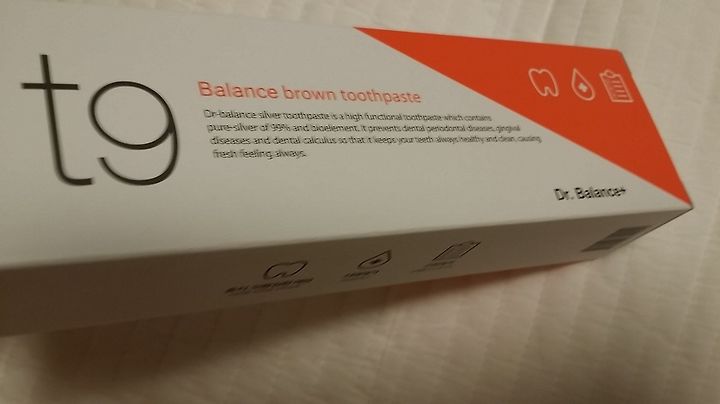 t9
Balance brown toothpaste
Dr-balance silver toothpaste is a high functional toothpaste which contains
pure-silver of 99% and bioelement. It prevents dental periodontal diseases, gingival
diseases and dental calculus so that it keeps your teeth always healthy and clean, causing
fresh feeling always.
Dr. Balance+